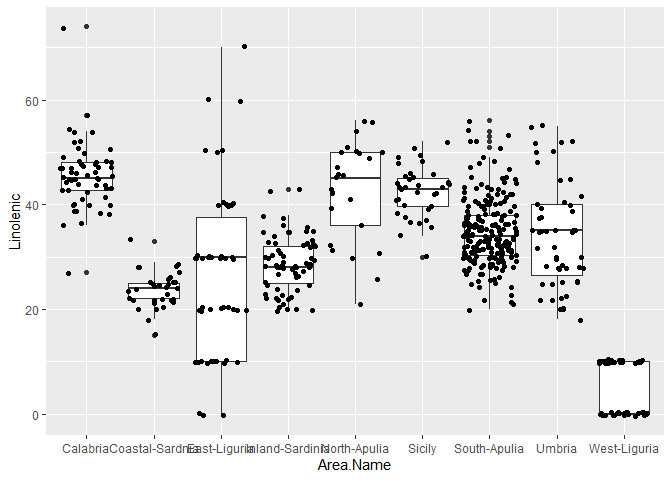 60
40
20
0
Linolenic
Calabria
Coastal-Sardinia
East-Liguria
Inland-Sardinia
North-Apulia
Sicily
South-Apulia
Umbria
West-Liguria
Area.Name